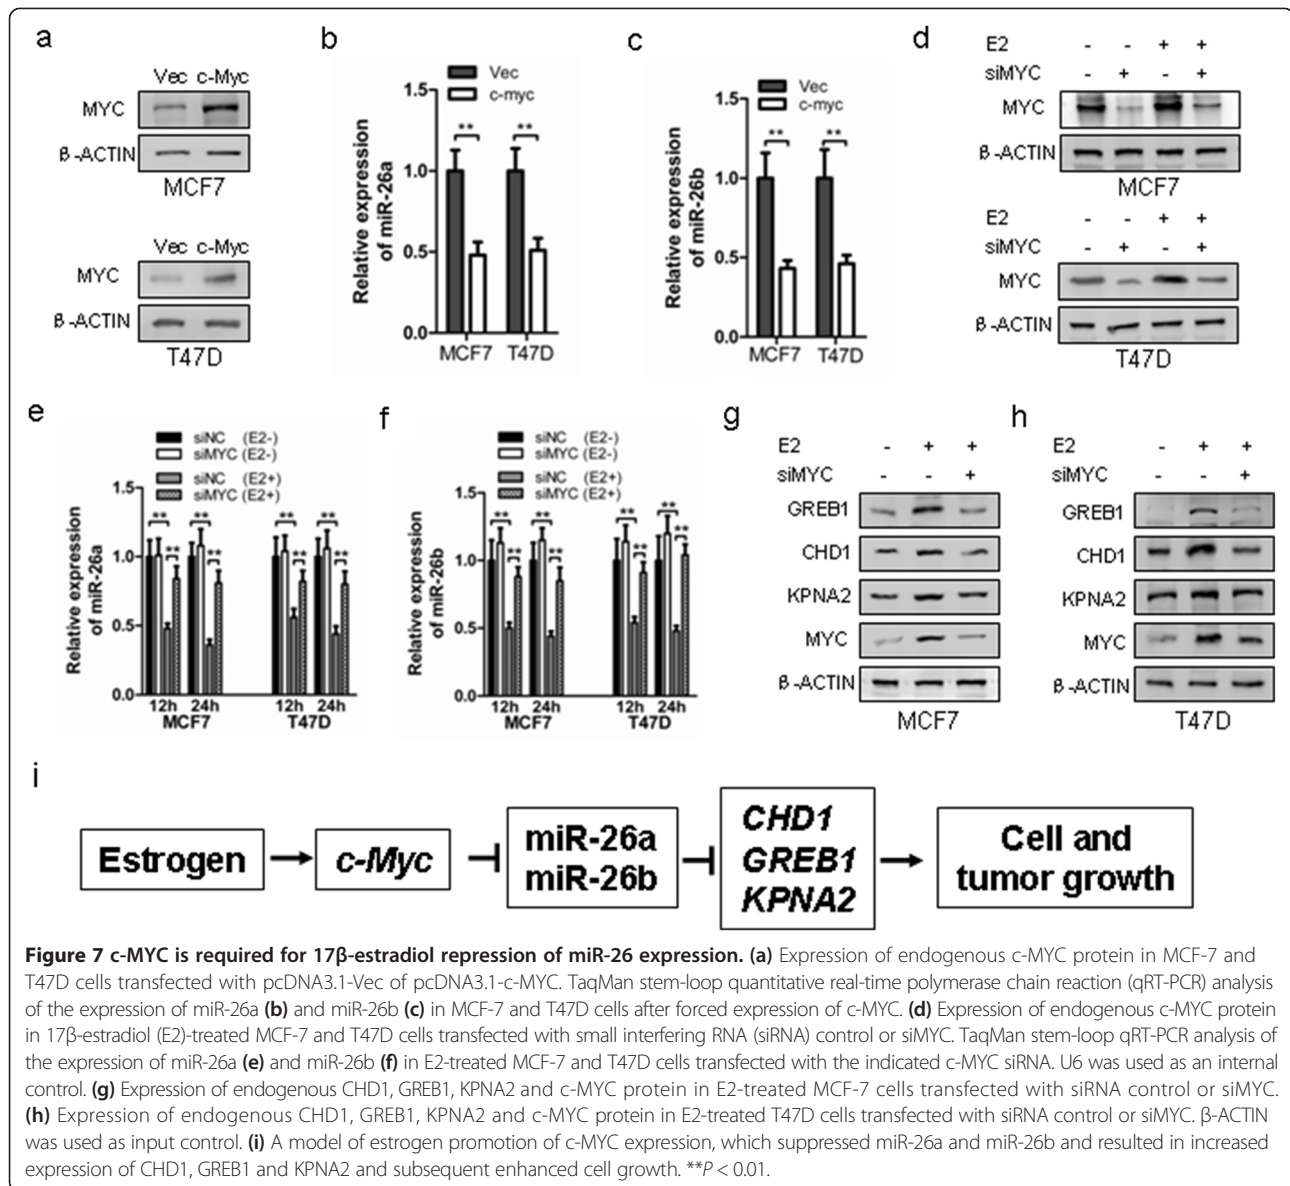 a
Vec c-Myc
MYC
β-ACTIN
MCF7
Vec c-Myc
MYC
β-ACTIN
T47D
b
Vec
c-myc
Relative expression
of miR-26a
1.5
1.0
0.5
0.0
** **
MCF7 T47D
c
Vec
c-myc
Relative expression
of miR-26b
1.5
1.0
0.5
0.0
** **
MCF7 T47D
d
E2 - - + +
siMYC - + - +
MYC
β-ACTIN
MCF7
E2 - - + +
siMYC - + - +
MYC
β-ACTIN
T47D
e
siNC (E2-)
siMYC (E2-)
siNC (E2+)
siMYC (E2+)
Relative expression
of miR-26a
1.5
1.0
0.5
0.0
** ** ** **
** ** ** **
12h 24h 12h 24h
MCF7 T47D
f
siNC (E2-)
siMYC (E2-)
siNC (E2+)
siMYC (E2+)
Relative expression
of miR-26b
1.5
1.0
0.5
0.0
** ** ** **
** ** ** **
12h 24h 12h 24h
MCF7 T47D
g
E2 - + +
siMYC - - +
GREB1
CHD1
KPNA2
MYC
β-ACTIN
MCF7
h
E2 - + +
siMYC - - +
GREB1
CHD1
KPNA2
MYC
β-ACTIN
T47D
i
Estrogen
c-Myc
miR-26a
miR-26b
CHD1
GREB1
KPNA2
Cell and
tumor growth
Figure 7 c-MYC is required for 17β-estradiol repression of miR-26 expression. (a) Expression of endogenous c-MYC protein in MCF-7 and
T47D cells transfected with pcDNA3.1-Vec of pcDNA3.1-c-MYC. TaqMan stem-loop quantitative real-time polymerase chain reaction (qRT-PCR) analysis
of the expression of miR-26a (b) and miR-26b (c) in MCF-7 and T47D cells after forced expression of c-MYC. (d) Expression of endogenous c-MYC protein
in 17β-estradiol (E2)-treated MCF-7 and T47D cells transfected with small interfering RNA (siRNA) control or siMYC. TaqMan stem-loop qRT-PCR analysis of
the expression of miR-26a (e) and miR-26b (f) in E2-treated MCF-7 and T47D cells transfected with the indicated c-MYC siRNA. U6 was used as an internal
control. (g) Expression of endogenous CHD1, GREB1, KPNA2 and c-MYC protein in E2-treated MCF-7 cells transfected with siRNA control or siMYC.
(h) Expression of endogenous CHD1, GREB1, KPNA2 and c-MYC protein in E2-treated T47D cells transfected with siRNA control or siMYC. β-ACTIN
was used as input control. (i) A model of estrogen promotion of c-MYC expression, which suppressed miR-26a and miR-26b and resulted in increased
expression of CHD1, GREB1 and KPNA2 and subsequent enhanced cell growth. **P < 0.01.